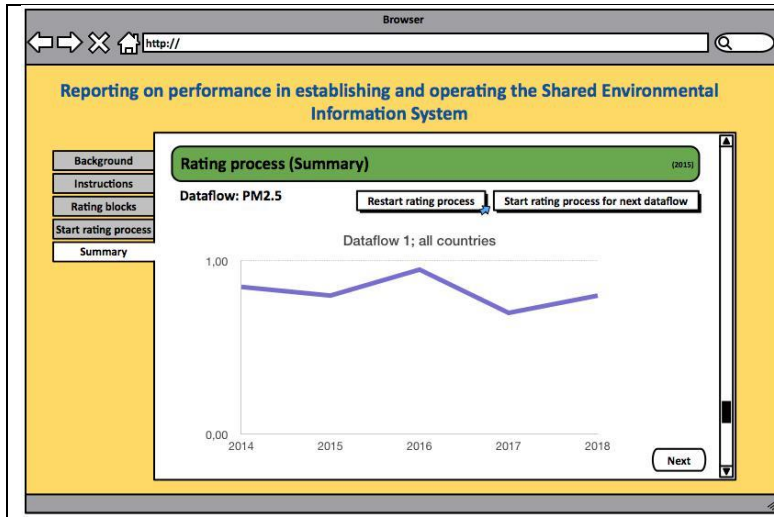 Browser
http://
Reporting on performance in establishing and operating the Shared Environmental
Information System
Background
Instructions
Rating blocks
Start rating process
Summary
Rating process (Summary)
(2015)
Dataflow: PM2.5
Restart rating process
Start rating process for next dataflow
Dataflow 1; all countries
1,00
0,00
2014 2015 2016 2017 2018
Next